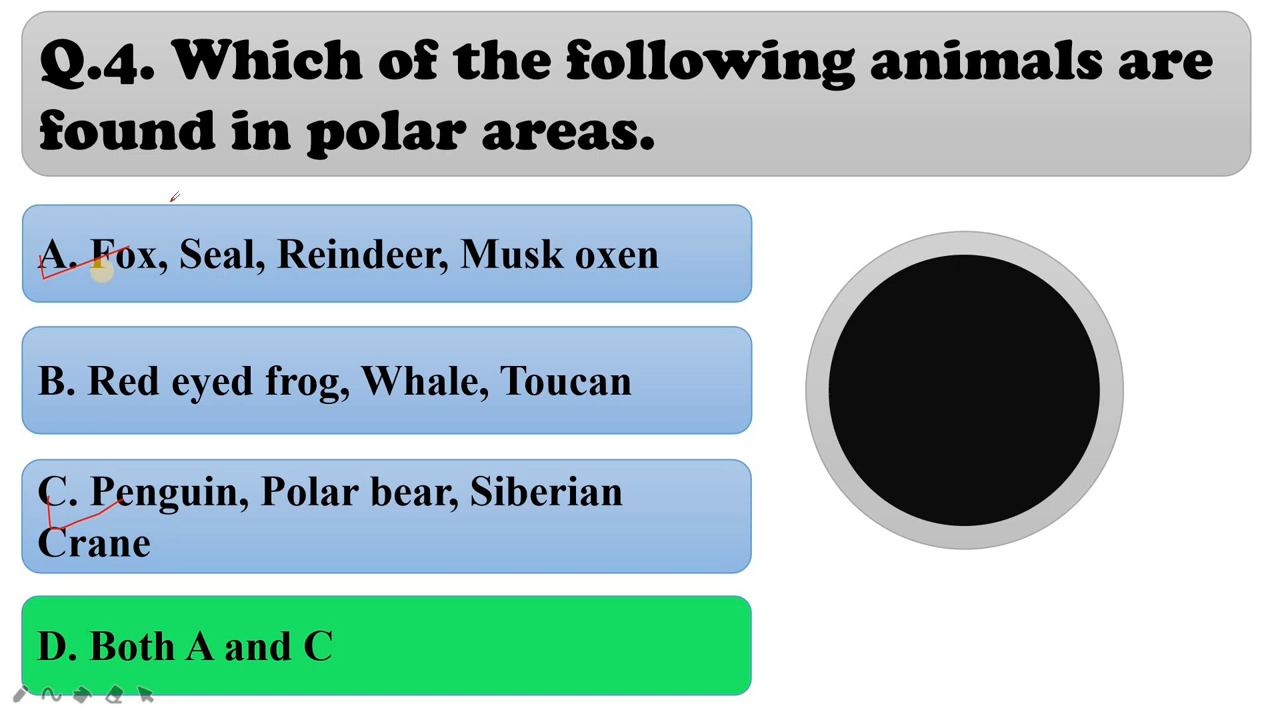 Q.4. Which of the following animals are
found in polar areas.
A. Fox, Seal, Reindeer, Musk oxen
B. Red eyed frog, Whale, Toucan
C. Penguin, Polar bear, Siberian
Crane
D. Both A and C